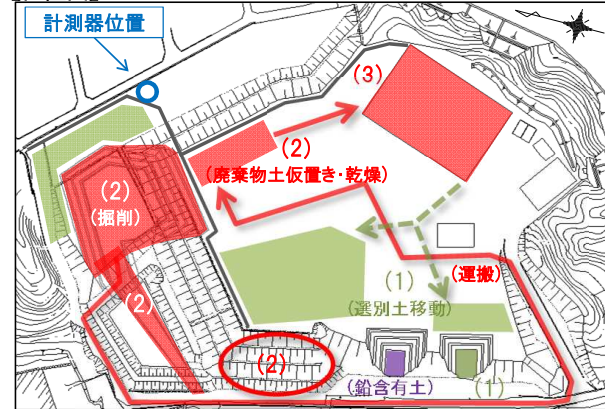 計測器位置
(3)
(2)
(廃棄物土仮置き・乾燥)
(2)
(掘削)
(運搬)
(1)
(選別土移動)
(2)
(2)
(鉛含有土)
(1)